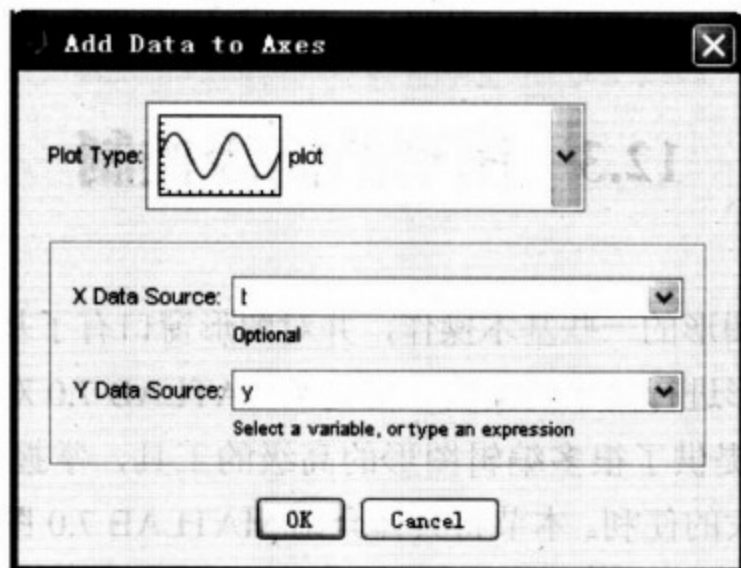 Add Data to Axes
Plot Type: plot
X Data Source: t
Optional
Y Data Source: y
Select a variable, or type an expression
OK Cancel